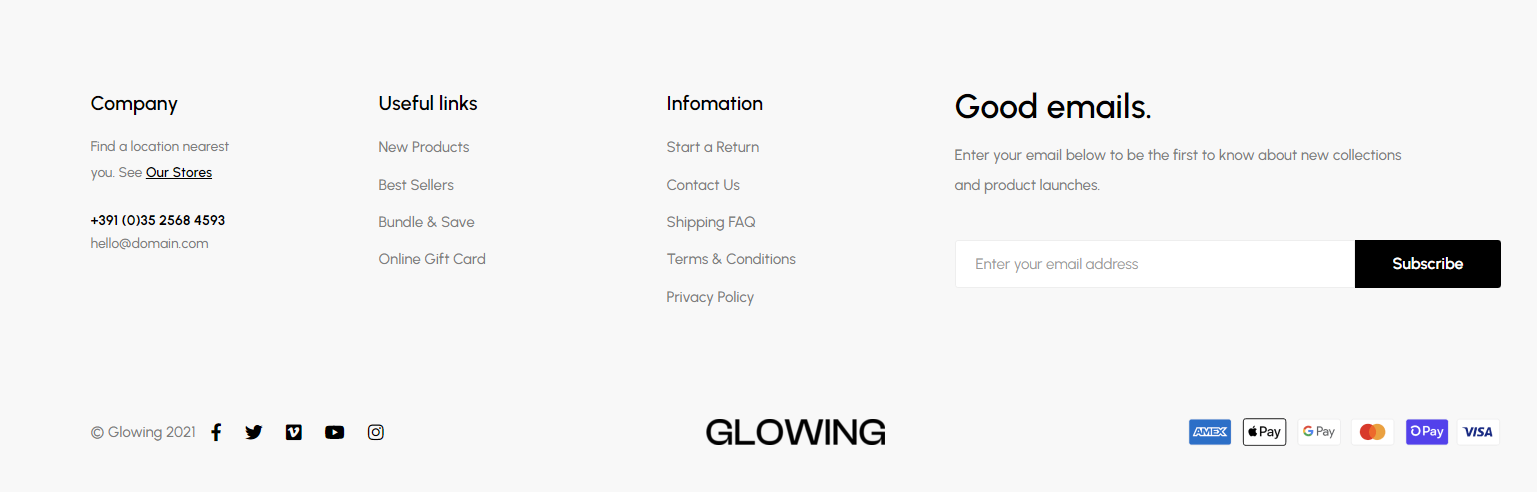 Company
Find a location nearest
you. See Our Stores
+391 (0)35 2568 4593
hello@domain.com
Useful links
New Products
Best Sellers
Bundle & Save
Online Gift Card
Infomation
Start a Return
Contact Us
Shipping FAQ
Terms & Conditions
Privacy Policy
Good emails.
Enter your email below to be the first to know about new collections
and product launches.
Enter your email address
Subscribe
© Glowing 2021
GLOWING
AMEX
Pay
G Pay
Pay
VISA